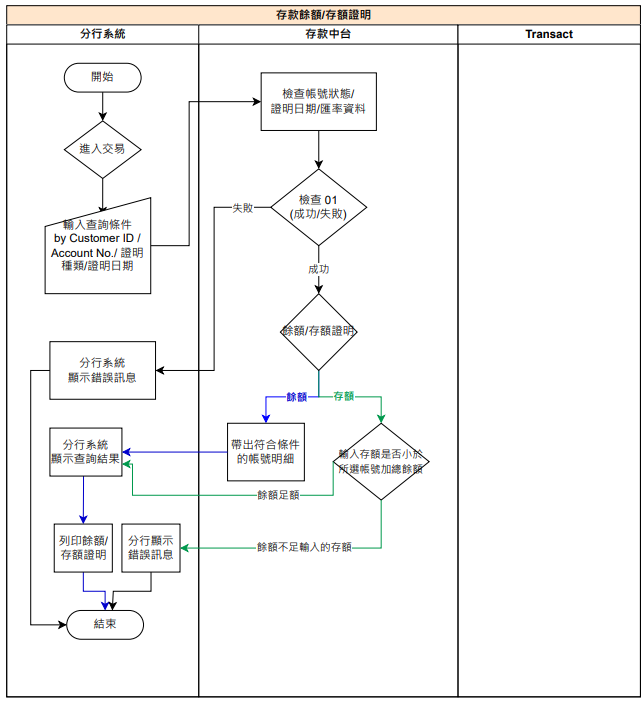 存款餘額/存額證明
分行系統
存款中台
Transact
開始
檢查帳號狀態/
證明日期/匯率資料
進入交易
檢查 01
(成功/失敗)
失敗
輸入查詢條件
by Customer ID /
Account No./ 證明
種類/證明日期
成功
餘額/存額證明
分行系統
顯示錯誤訊息
餘額
存額
分行系統
顯示查詢結果
帶出符合條件
的帳號明細
輸入存額是否小於
所選帳號加總餘額
餘額足額
列印餘額/
存額證明
分行顯示
錯誤訊息
餘額不足輸入的存額
結束